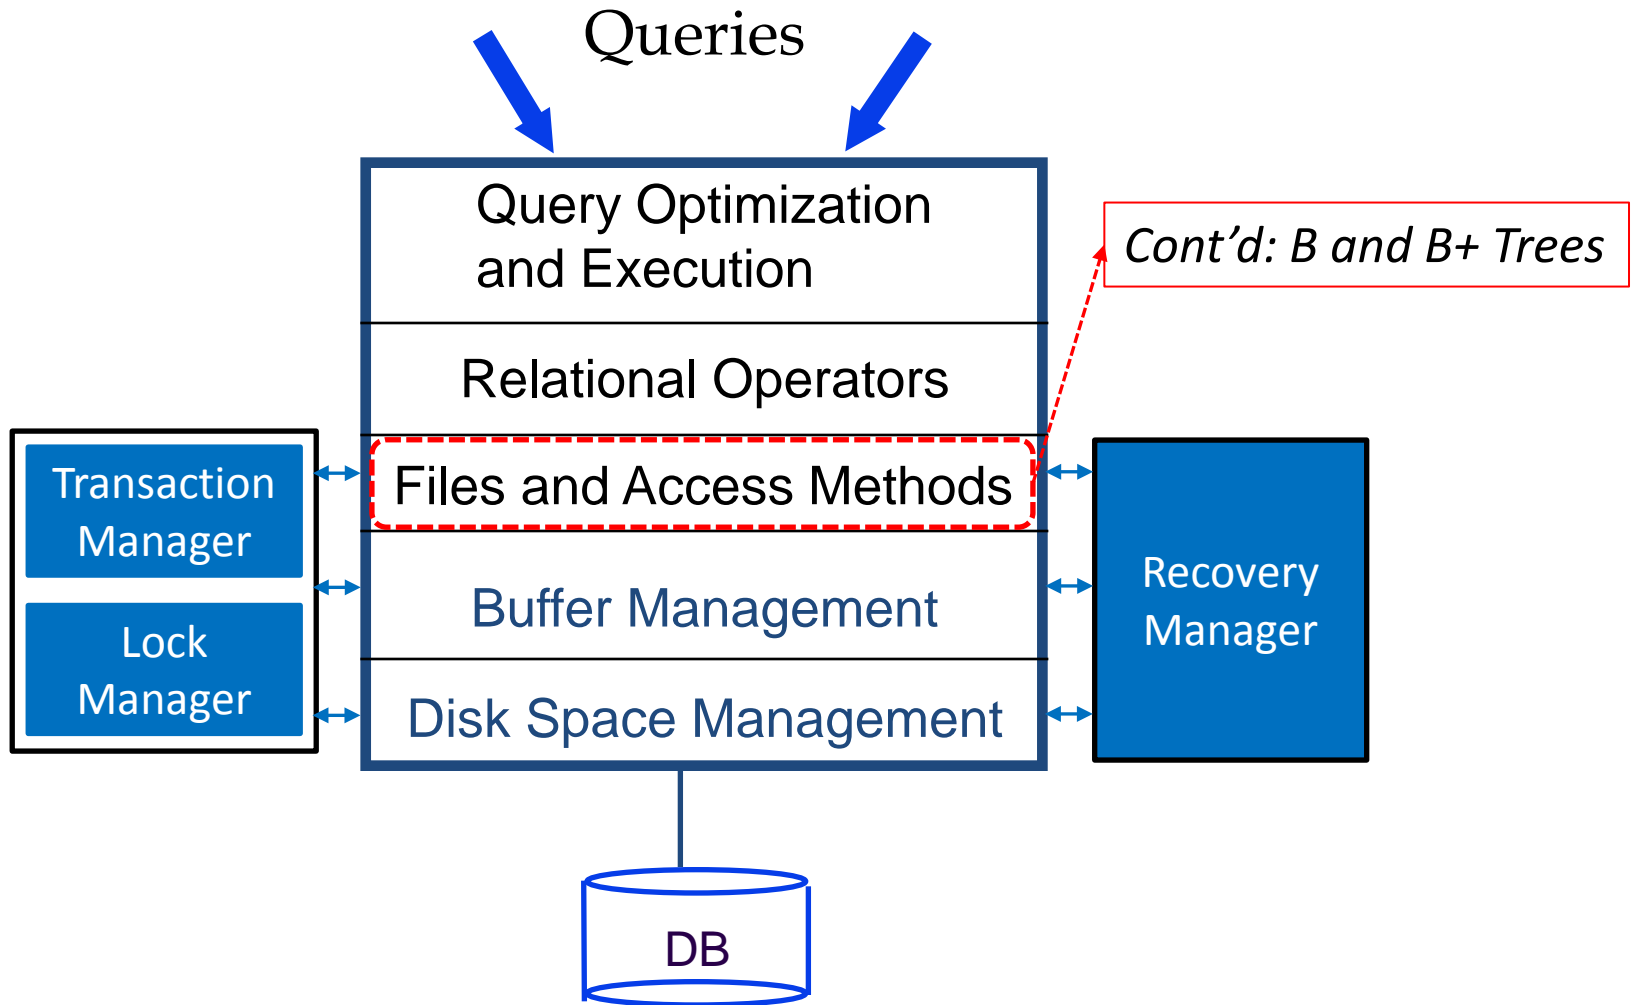 Queries
Query Optimization
and Execution
Cont’d: B and B+ Trees
Relational Operators
Files and Access Methods
Transaction
Manager
Buffer Management
Recovery
Manager
Lock
Manager
Disk Space Management
DB